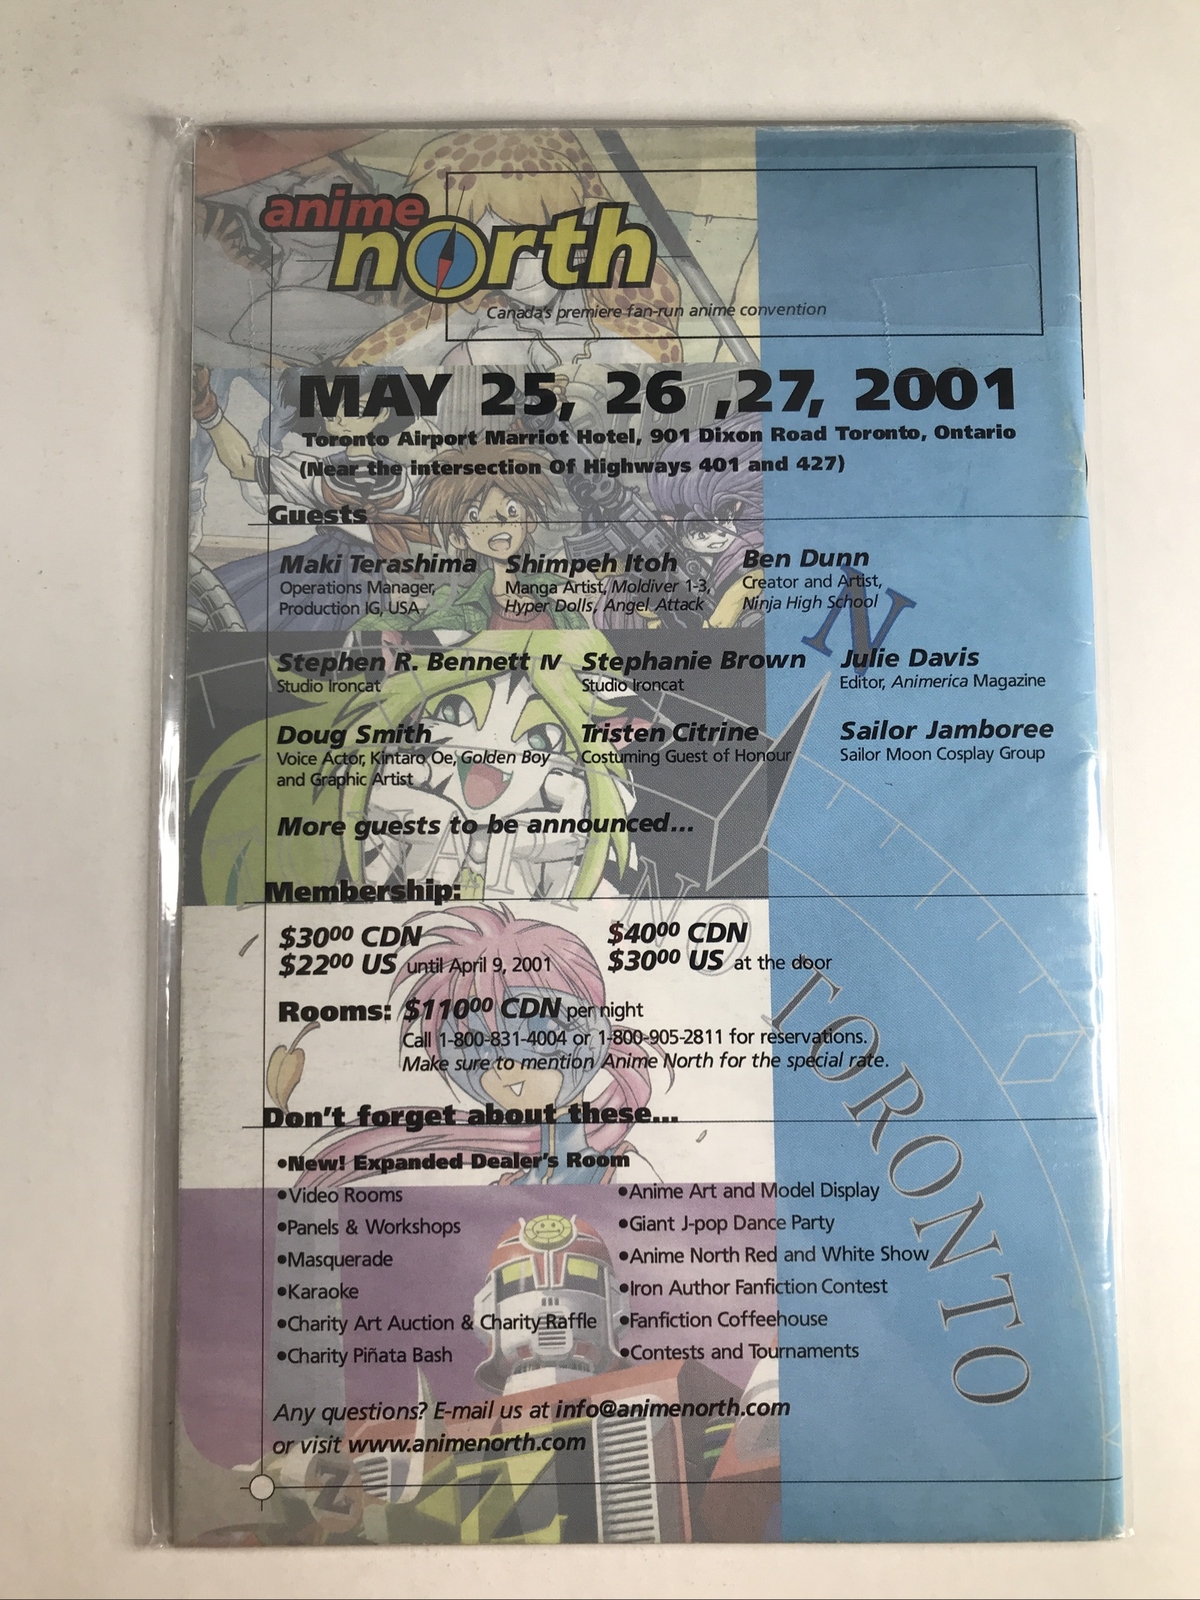 anime
north
Canada's premiere fan-run anime convention
MAY 25, 26 ,27, 2001
Toronto Airport Marriot Hotel, 901 Dixon Road Toronto, Ontario
(Near the intersection Of Highways 401 and 427)
Guests
Maki Terashima
Operations Manager,
Production IG, USA
Shimpeh Itoh
Manga Artist, Moldiver 1-3,
Hyper Dolls, Angel Attack
Ben Dunn
Creator and Artist,
Ninja High School
N
Stephen R. Bennett IV
Studio Ironcat
Stephanie Brown
Studio Ironcat
Julie Davis
Editor, Animerica Magazine
Doug Smith
Voice Actor, Kintaro Oe, Golden Boy
and Graphic Artist
Tristen Citrine
Costuming Guest of Honour
Sailor Jamboree
Sailor Moon Cosplay Group
More guests to be announced...
Membership:
$30.00 CDN
$22.00 US until April 9, 2001
$40.00 CDN
$30.00 US at the door
Rooms: $110.00 CDN per night
Call 1-800-831-4004 or 1-800-905-2811 for reservations.
Make sure to mention Anime North for the special rate.
TORONTO
Don't forget about these...
•New! Expanded Dealer's Room
•Video Rooms
•Panels & Workshops
•Masquerade
•Karaoke
•Charity Art Auction & Charity Raffle
•Charity Piñata Bash
•Anime Art and Model Display
•Giant J-pop Dance Party
•Anime North Red and White Show
•Iron Author Fanfiction Contest
•Fanfiction Coffeehouse
•Contests and Tournaments
Any questions? E-mail us at info@animenorth.com
or visit www.animenorth.com